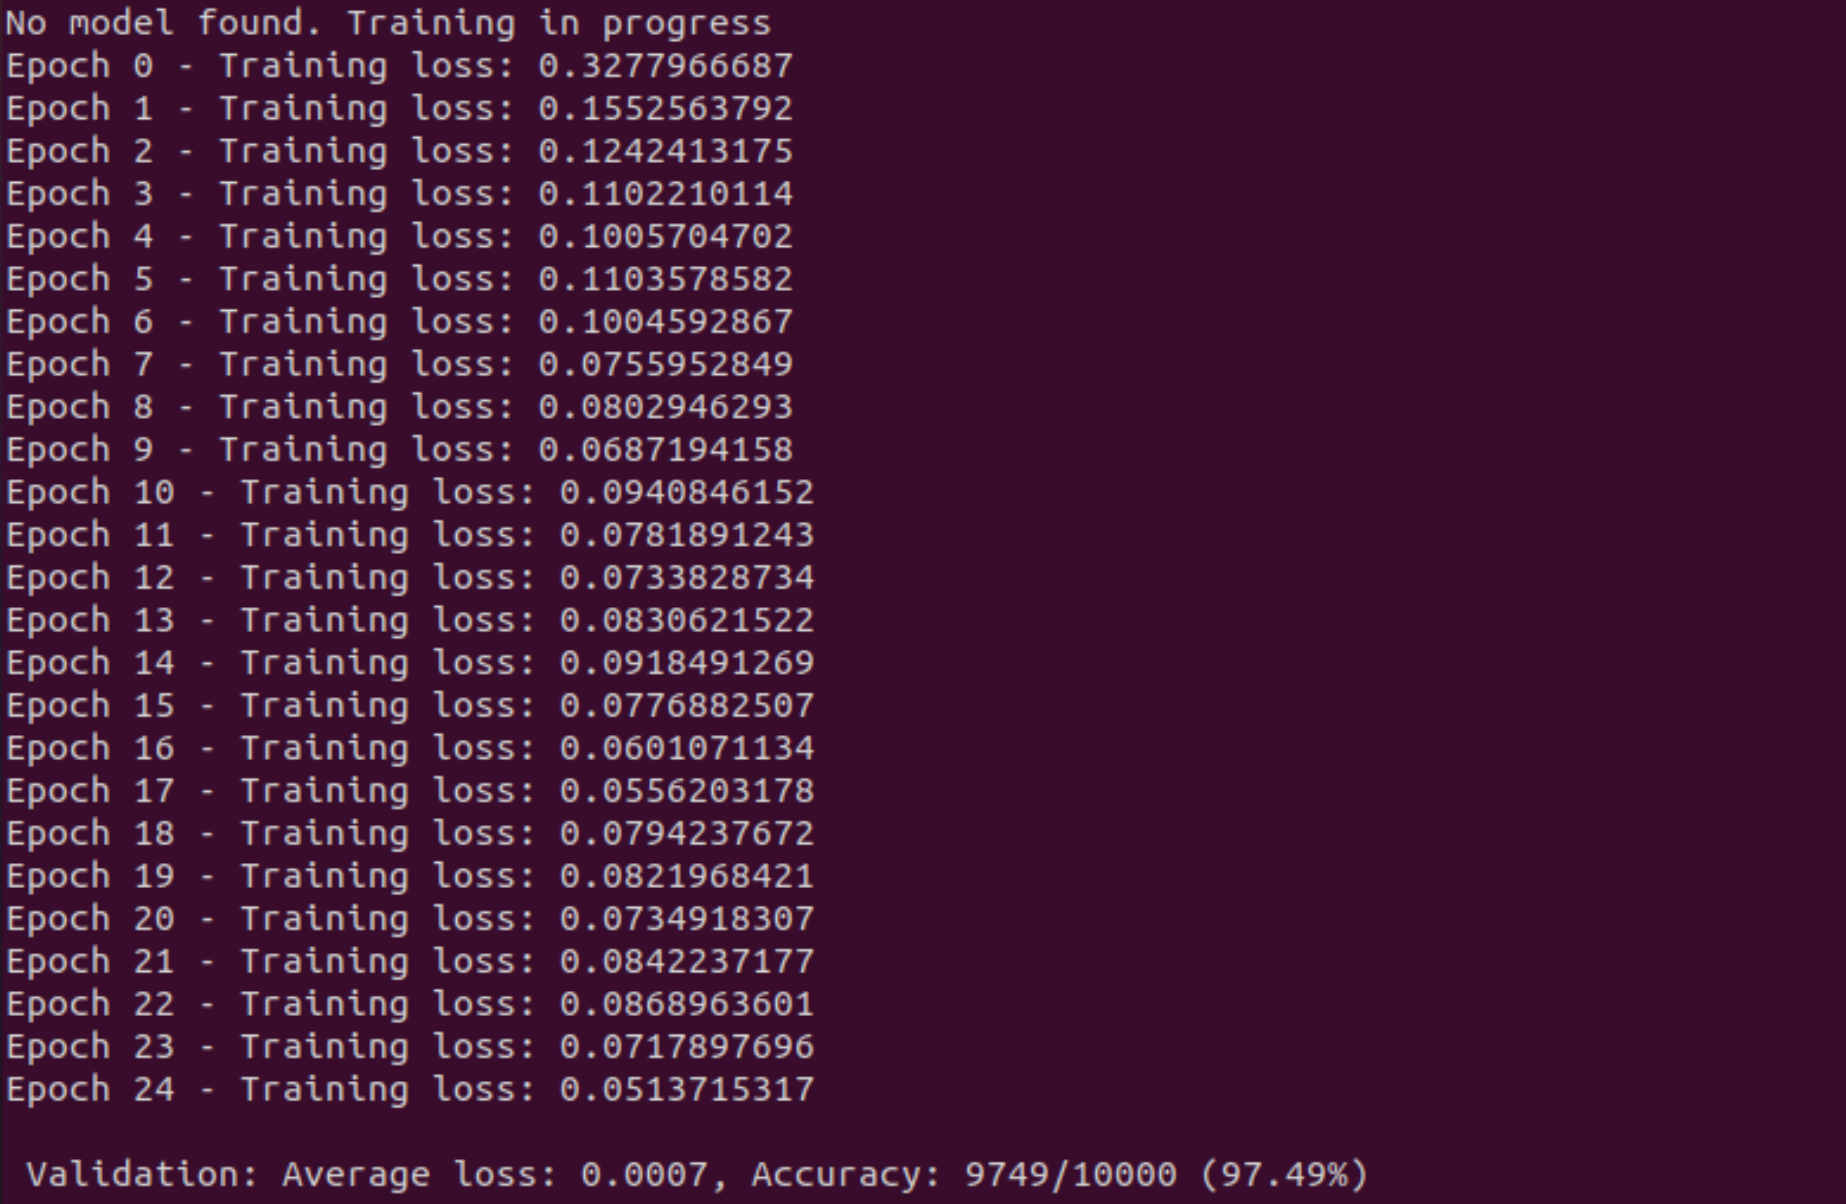 No model found. Training in progress
Epoch 0 - Training loss: 0.3277966687
Epoch 1 - Training loss: 0.1552563792
Epoch 2 - Training loss: 0.1242413175
Epoch 3 - Training loss: 0.1102210114
Epoch 4 - Training loss: 0.1005704702
Epoch 5 - Training loss: 0.1103578582
Epoch 6 - Training loss: 0.1004592867
Epoch 7 - Training loss: 0.0755952849
Epoch 8 - Training loss: 0.0802946293
Epoch 9 - Training loss: 0.0687194158
Epoch 10 - Training loss: 0.0940846152
Epoch 11 - Training loss: 0.0781891243
Epoch 12 - Training loss: 0.0733828734
Epoch 13 - Training loss: 0.0830621522
Epoch 14 - Training loss: 0.0918491269
Epoch 15 - Training loss: 0.0776882507
Epoch 16 - Training loss: 0.0601071134
Epoch 17 - Training loss: 0.0556203178
Epoch 18 - Training loss: 0.0794237672
Epoch 19 - Training loss: 0.0821968421
Epoch 20 - Training loss: 0.0734918307
Epoch 21 - Training loss: 0.0842237177
Epoch 22 - Training loss: 0.0868963601
Epoch 23 - Training loss: 0.0717897696
Epoch 24 - Training loss: 0.0513715317
Validation: Average loss: 0.0007, Accuracy: 9749/10000 (97.49%)